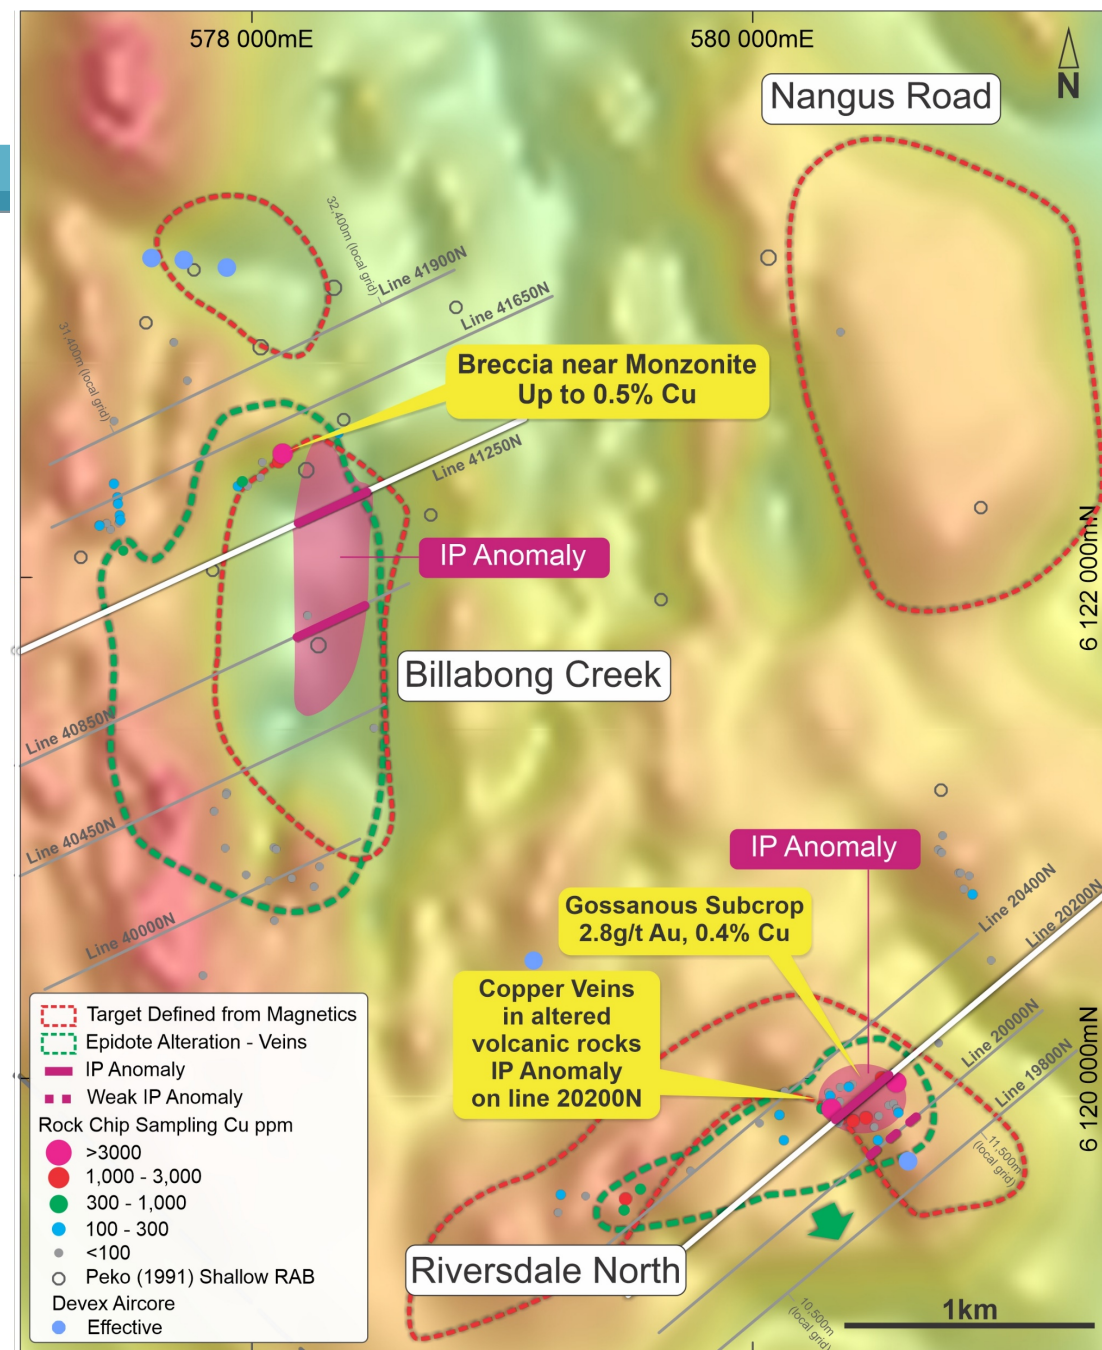 578 000mE
580 000mE
N
Nangus Road
32,400m (local grid)
Line 41900N
Line 41650N
31,400m (local grid)
Breccia near Monzonite
Up to 0.5% Cu
Line 41250N
IP Anomaly
6 122 000mN
Billabong Creek
Line 40850N
Line 40450N
IP Anomaly
Line 40000N
Gossanous Subcrop
2.8g/t Au, 0.4% Cu
Line 20400N
Line 20200N
Copper Veins
in altered
volcanic rocks
IP Anomaly
on line 20200N
Line 20000N
Line 19800N
6 120 000mN
11,500m
(local grid)
Riversdale North
10,500m
(local grid)
1km
Target Defined from Magnetics
Epidote Alteration - Veins
IP Anomaly
Weak IP Anomaly
Rock Chip Sampling Cu ppm
>3000
1,000 - 3,000
300 - 1,000
100 - 300
<100
Peko (1991) Shallow RAB
Devex Aircore
Effective